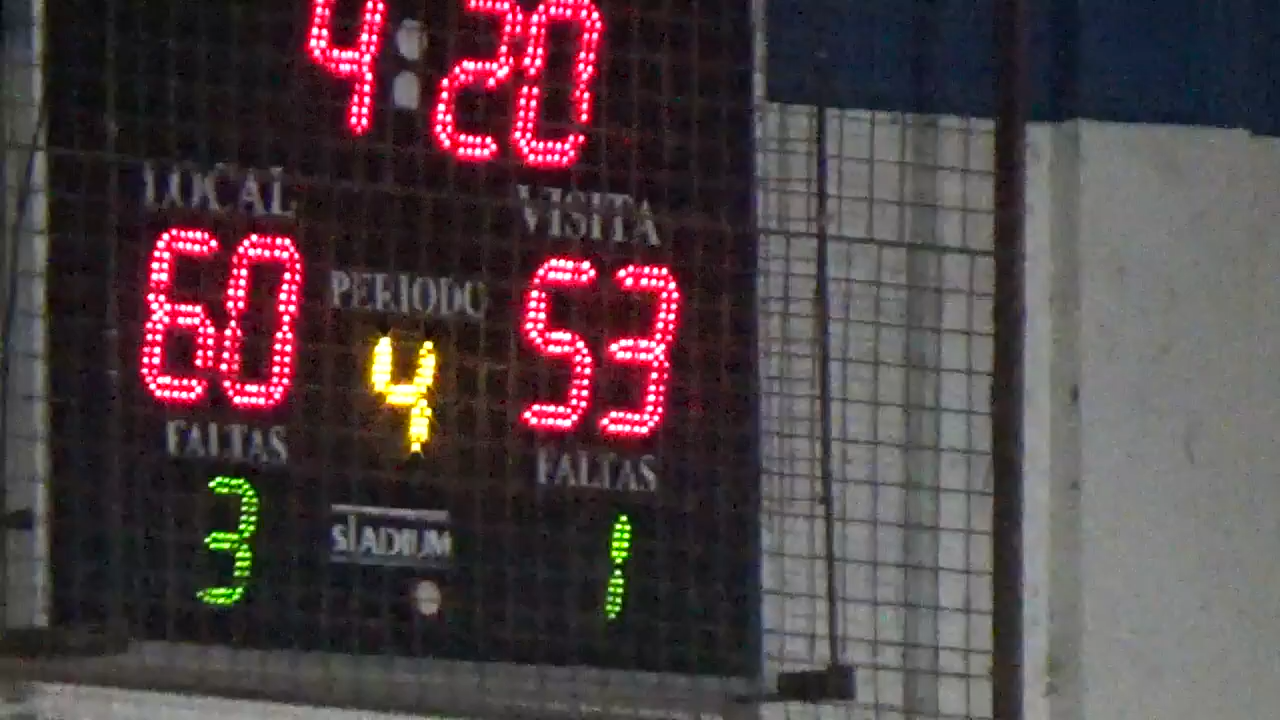 4:20
LOCAL VISITA
60 PERIODO 53
4
FALTAS FALTAS
3 STADIUM 1